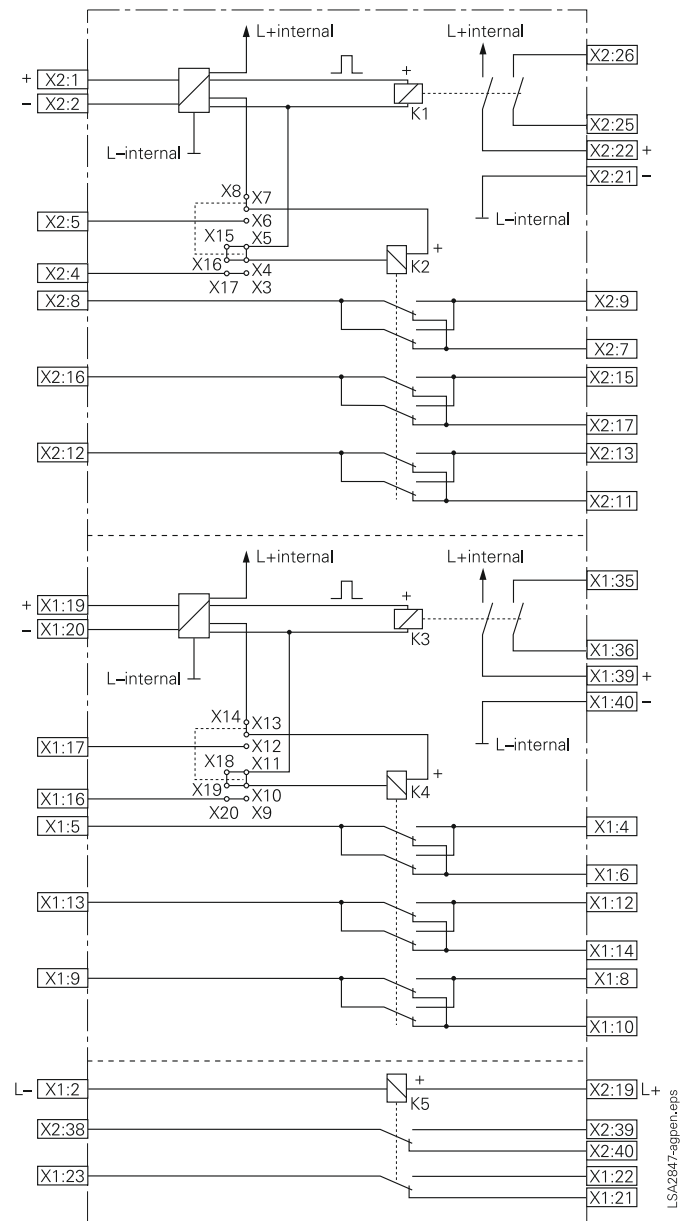 L+internal L+internal
X2:26
+ X2:1 +
- X2:2 K1
X2:25
L–internal X2:22 +
X2:21 -
X8 X7
X2:5 X6 L–internal
X15 X5
+
X16 X4 K2
X2:4 X17 X3
X2:8 X2:9
X2:7
X2:16 X2:15
X2:17
X2:12 X2:13
X2:11
L+internal L+internal
X1:35
+ X1:19 +
- X1:20 K3
X1:36
L–internal X1:39 +
X1:40 -
X14 X13
X1:17 X12 L–internal
X18 X11
+
X19 X10 K4
X1:16 X20 X9
X1:5 X1:4
X1:6
X1:13 X1:12
X1:14
X1:9 X1:8
X1:10
L– X1:2 + X2:19 L+
K5
X2:38 X2:39
X2:40
X1:23 X1:22
X1:21
LSA2847-agpen.eps